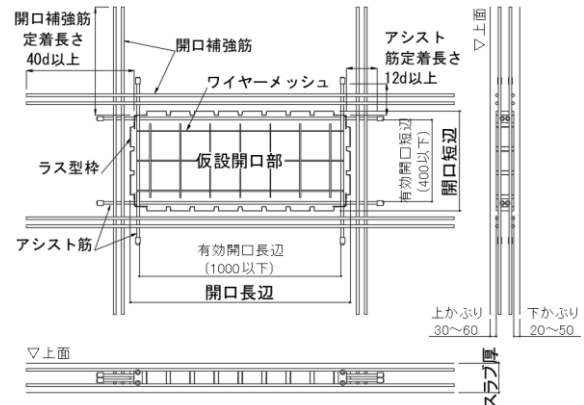 開口補強筋
定着長さ
40d以上
開口補強筋
ワイヤーメッシュ
アシスト
筋定着長さ
12d以上
▽上面
ラス型枠
仮設開口部
有効開口短辺
(400以下)
開口短辺
アシスト筋
有効開口長辺
(1000以下)
開口長辺
上かぶり
30～60
下かぶり
20～50
▽上面
スラブ厚